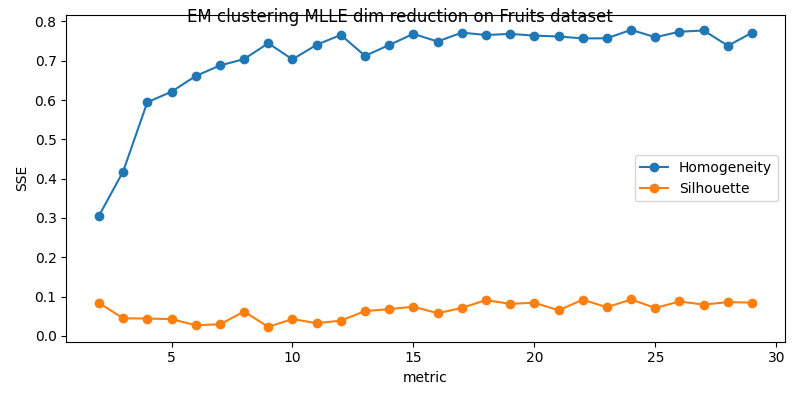 EM clustering MLLE dim reduction on Fruits dataset
0.8
0.7
0.6
0.5
0.4
0.3
0.2
0.1
0.0
SSE
Homogeneity
Silhouette
5 10 15 20 25 30
metric